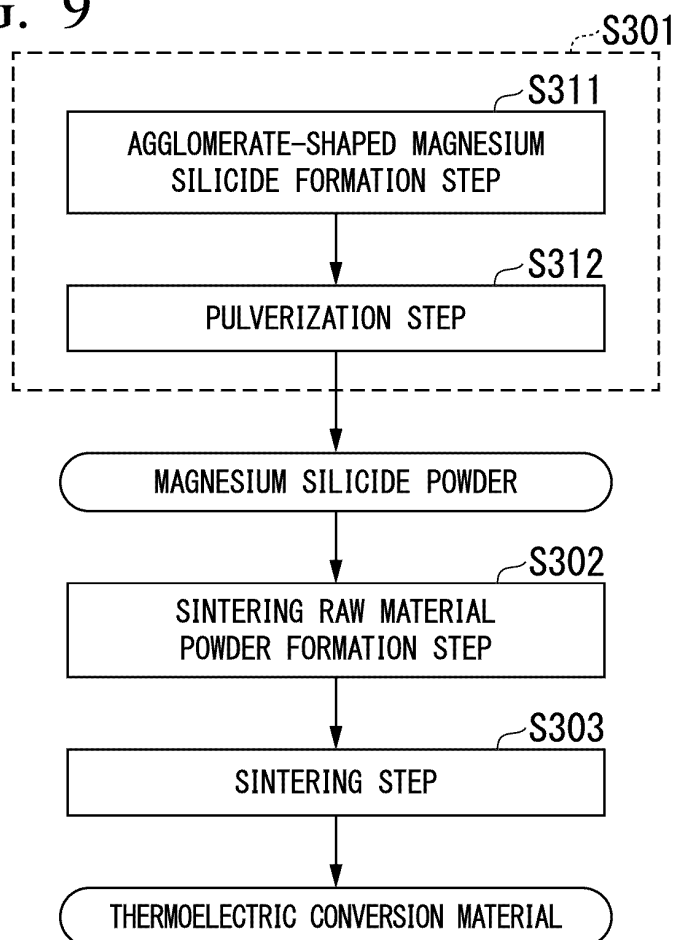 G. 9
S301
S311
AGGLOMERATE-SHAPED MAGNESIUM
SILICIDE FORMATION STEP
S312
PULVERIZATION STEP
MAGNESIUM SILICIDE POWDER
S302
SINTERING RAW MATERIAL
POWDER FORMATION STEP
S303
SINTERING STEP
THERMOELECTRIC CONVERSION MATERIAL